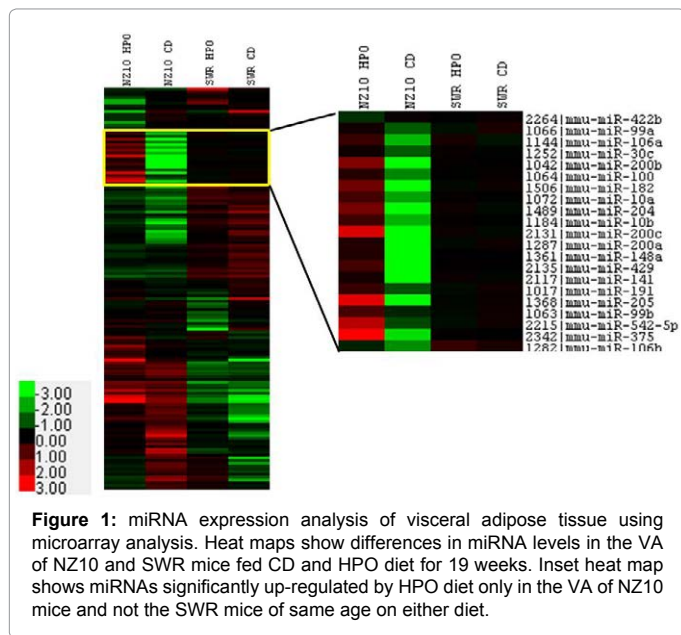 NZ10 HPO
NZ10 CD
SWR HPO
SWR CD
NZ10 HPO
NZ10 CD
SWR HPO
SWR CD
2264|mmu-miR-422b
1066|mmu-miR-99a
1144|mmu-miR-106a
1252|mmu-miR-30c
1042|mmu-miR-200b
1064|mmu-miR-100
1506|mmu-miR-182
1072|mmu-miR-10a
1489|mmu-miR-204
1184|mmu-miR-10b
2131|mmu-miR-200c
1287|mmu-miR-200a
1361|mmu-miR-148a
2135|mmu-miR-429
2117|mmu-miR-141
1017|mmu-miR-191
1368|mmu-miR-205
1063|mmu-miR-99b
2215|mmu-miR-542-5p
2342|mmu-miR-375
1282|mmu-miR-106b
-3.00
-2.00
-1.00
0.00
1.00
2.00
3.00
Figure 1: miRNA expression analysis of visceral adipose tissue using
microarray analysis. Heat maps show differences in miRNA levels in the VA
of NZ10 and SWR mice fed CD and HPO diet for 19 weeks. Inset heat map
shows miRNAs significantly up-regulated by HPO diet only in the VA of NZ10
mice and not the SWR mice of same age on either diet.